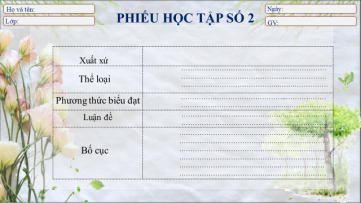 Họ và tên:
Lớp:
PHIẾU HỌC TẬP SỐ 2
Ngày:
GV:
Xuất xứ
Thể loại
Phương thức biểu đạt
Luận đề
Bố cục